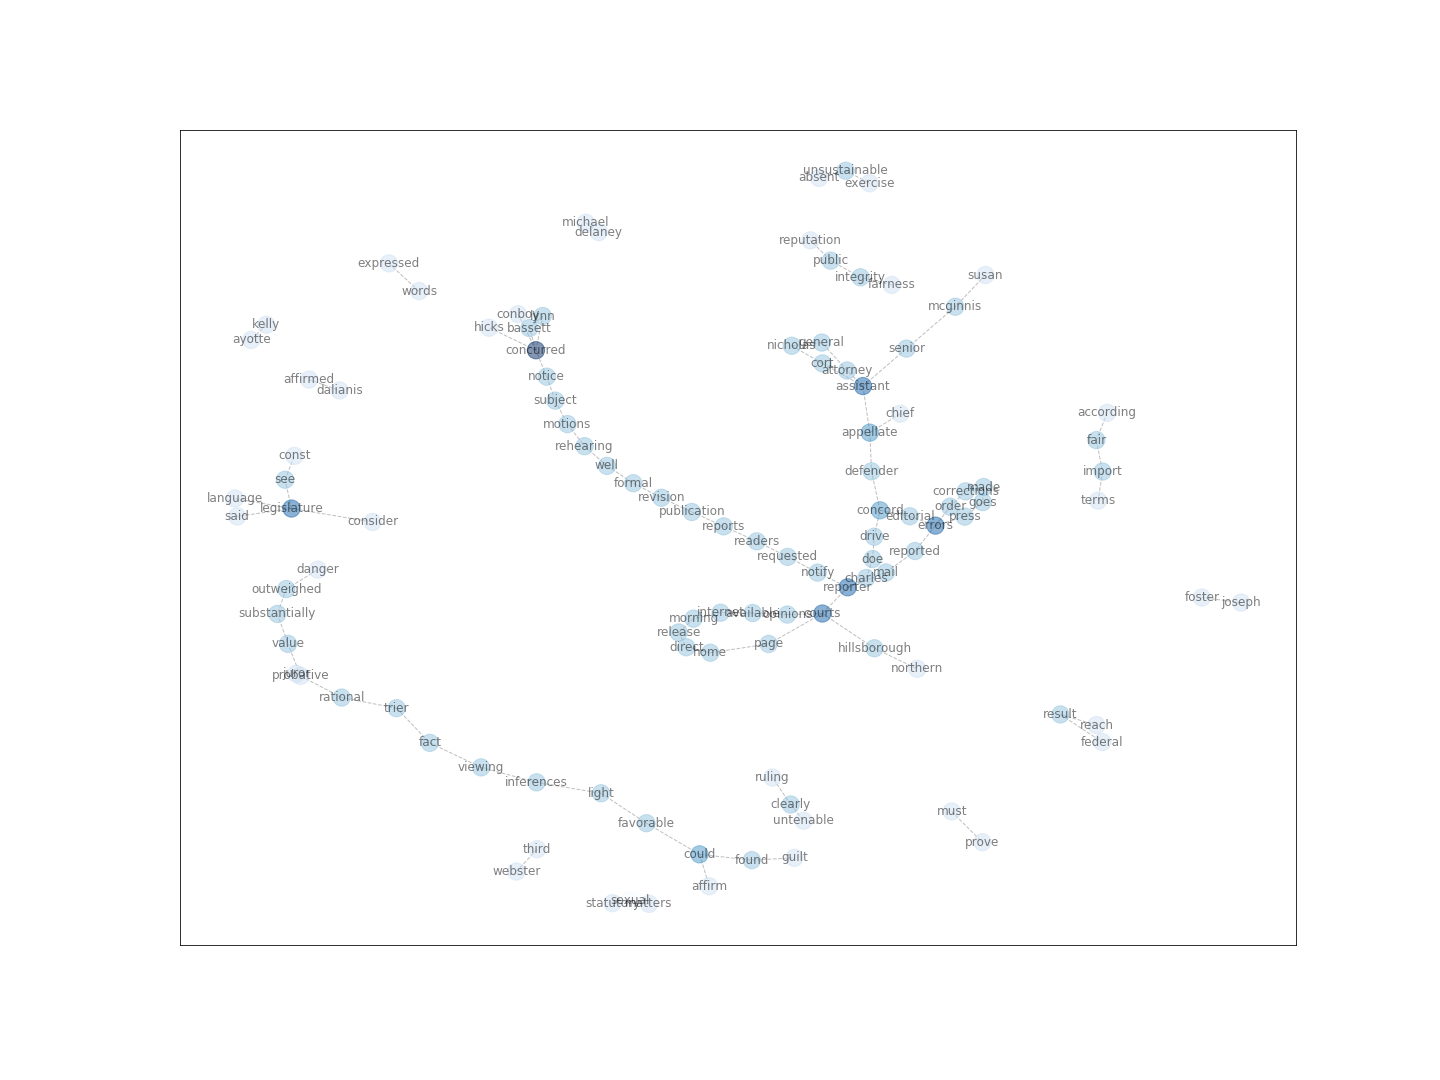 unsustainable
absent
exercise
michael
delaney
reputation
public
integrity
fairness
expressed
words
susan
mcginnis
conboy
lynn
hicks
bassett
concurred
kelly
ayotte
general
nicholas
senior
cort
attorney
assistant
affirmed
dalianis
notice
subject
motions
rehearing
well
formal
revision
publication
reports
readers
requested
notify
reporter
chief
appellate
defender
according
fair
import
terms
const
see
language
legislature
said
consider
made
corrections
goes
order
concord
editorial
press
errors
drive
reported
doe
mail
charles
danger
outweighed
substantially
value
probative
rational
trier
fact
viewing
inferences
light
favorable
could
found
guilt
affirm
internet
available
opinions
courts
morning
release
direct
home
page
hillsborough
northern
foster
joseph
result
reach
federal
ruling
clearly
untenable
must
prove
third
webster
statutory
sexual
matters